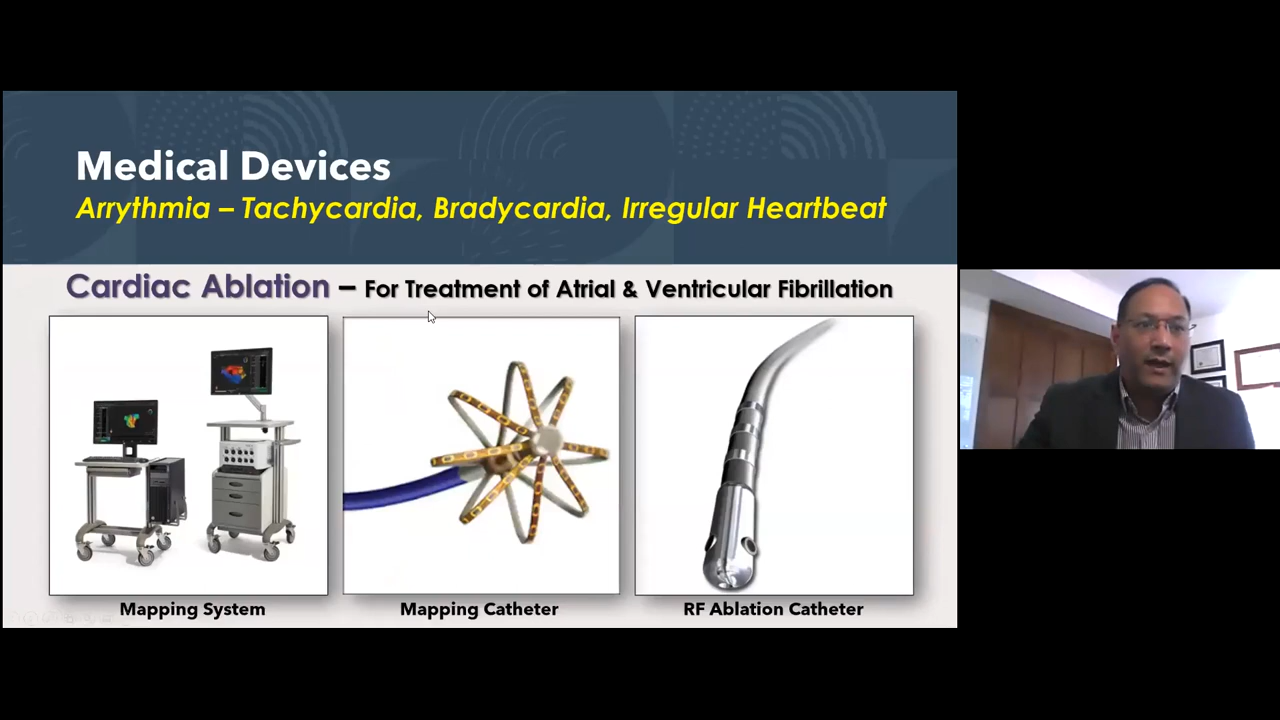 Medical Devices
Arrythmia – Tachycardia, Bradycardia, Irregular Heartbeat
Cardiac Ablation – For Treatment of Atrial & Ventricular Fibrillation
Mapping System
Mapping Catheter
RF Ablation Catheter